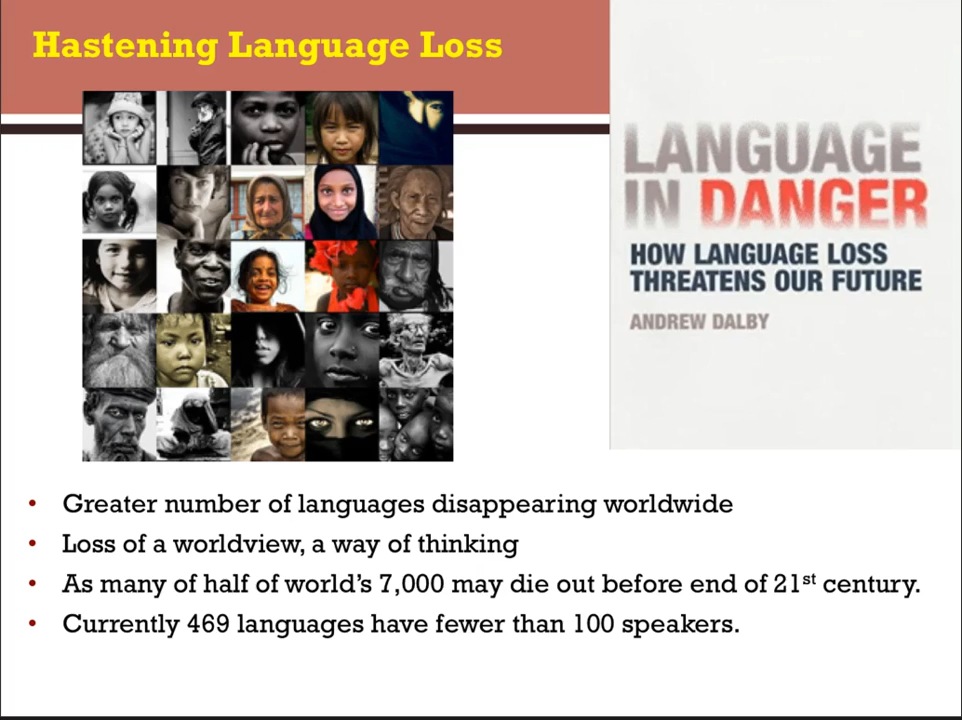 Hastening Language Loss
LANGUAGE
IN DANGER
HOW LANGUAGE LOSS
THREATENS OUR FUTURE
ANDREW DALBY
• Greater number of languages disappearing worldwide
• Loss of a worldview, a way of thinking
• As many of half of world’s 7,000 may die out before end of 21st century.
• Currently 469 languages have fewer than 100 speakers.